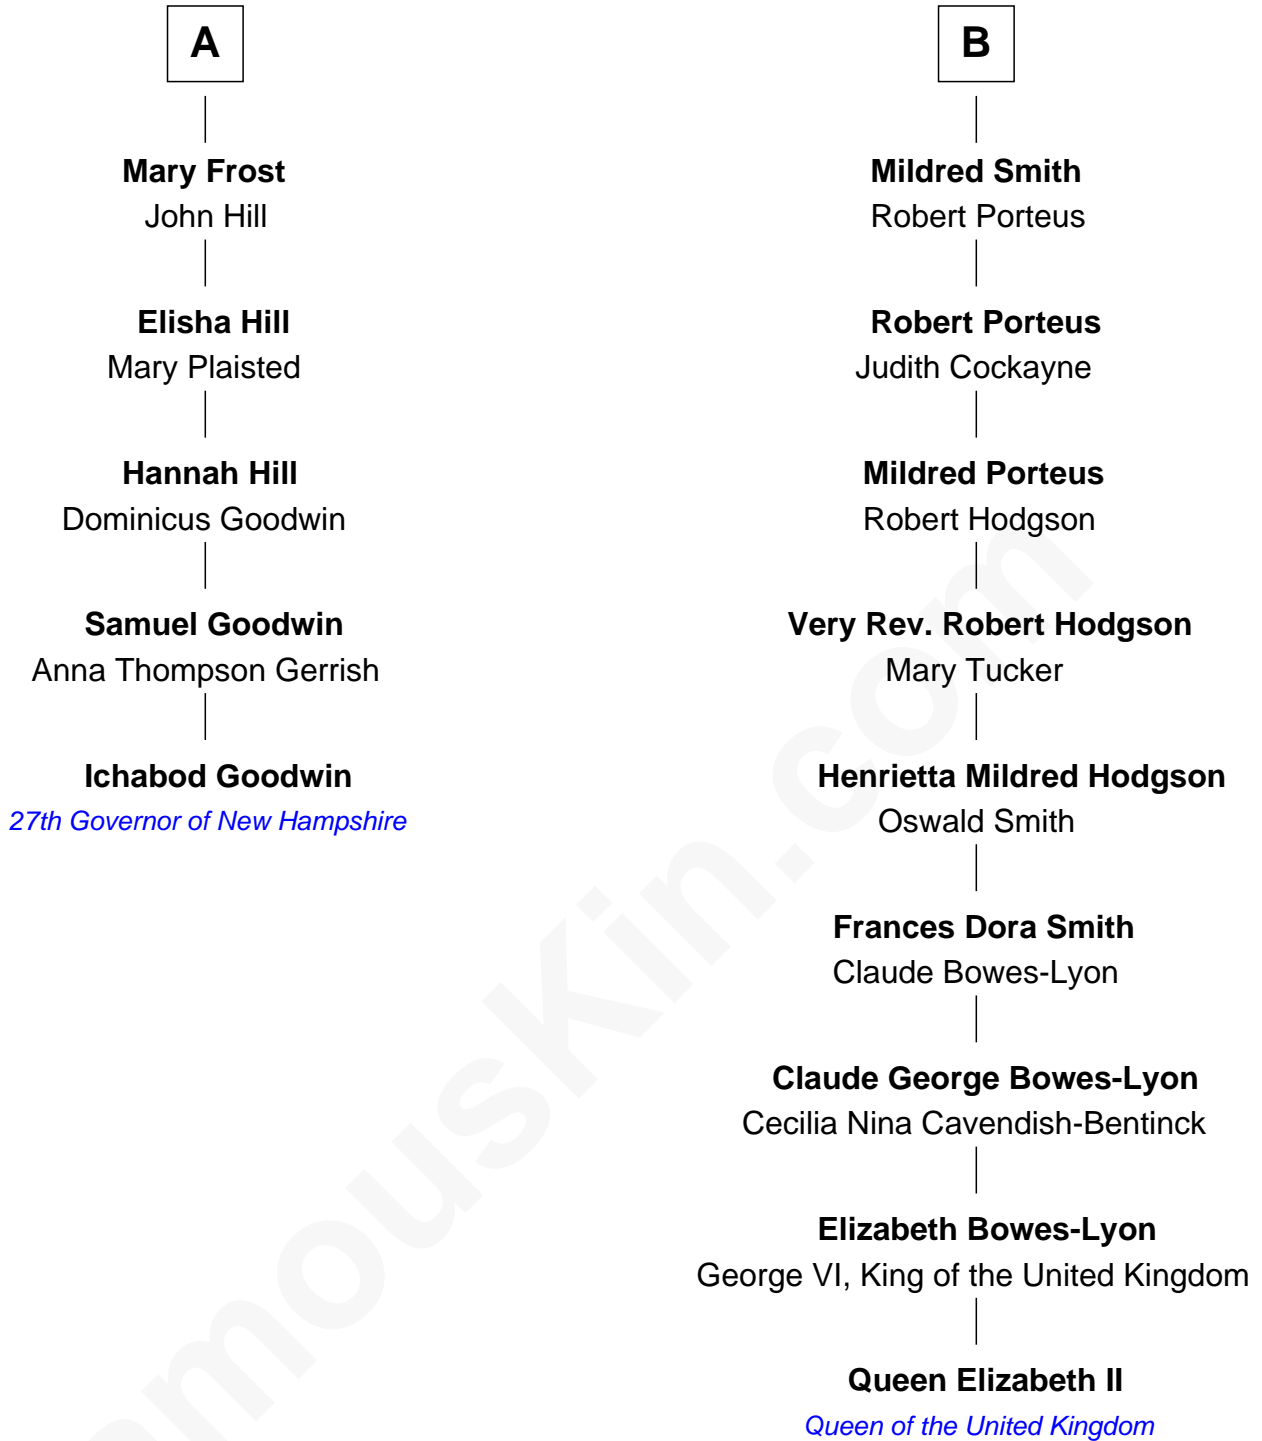 A
Mary Frost
John Hill
Elisha Hill
Mary Plaisted
Hannah Hill
Dominicus Goodwin
Samuel Goodwin
Anna Thompson Gerrish
Ichabod Goodwin
27th Governor of New Hampshire
B
Mildred Smith
Robert Porteus
Robert Porteus
Judith Cockayne
Mildred Porteus
Robert Hodgson
Very Rev. Robert Hodgson
Mary Tucker
Henrietta Mildred Hodgson
Oswald Smith
Frances Dora Smith
Claude Bowes-Lyon
Claude George Bowes-Lyon
Cecilia Nina Cavendish-Bentinck
Elizabeth Bowes-Lyon
George VI, King of the United Kingdom
Queen Elizabeth II
Queen of the United Kingdom
amouskin.com